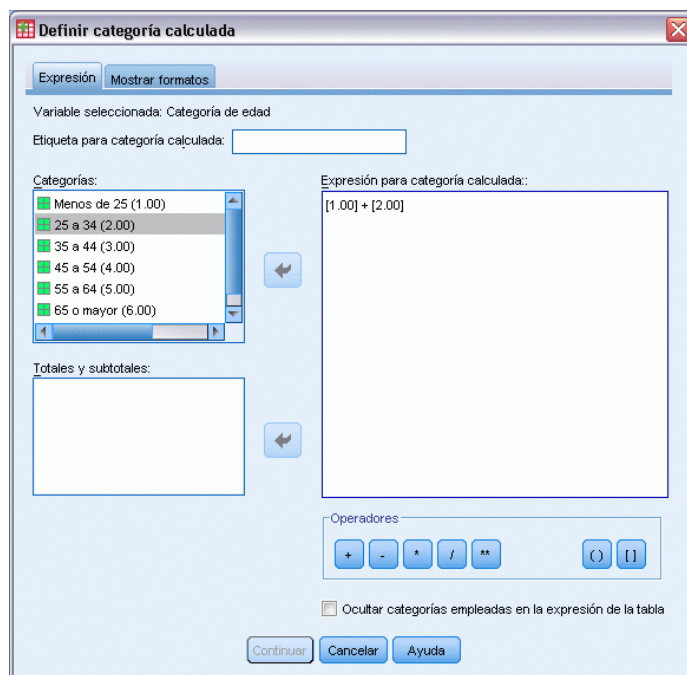 Definir categoría calculada
Expresión
Mostrar formatos
Variable seleccionada: Categoría de edad
Etiqueta para categoría calculada:
Categorías:
Menos de 25 (1.00)
25 a 34 (2.00)
35 a 44 (3.00)
45 a 54 (4.00)
55 a 64 (5.00)
65 o mayor (6.00)
Totales y subtotales:
Expresión para categoría calculada::
[1.00] + [2.00]
Operadores
+ - * / ** ( ) [ ]
Ocultar categorías empleadas en la expresión de la tabla
Continuar Cancelar Ayuda